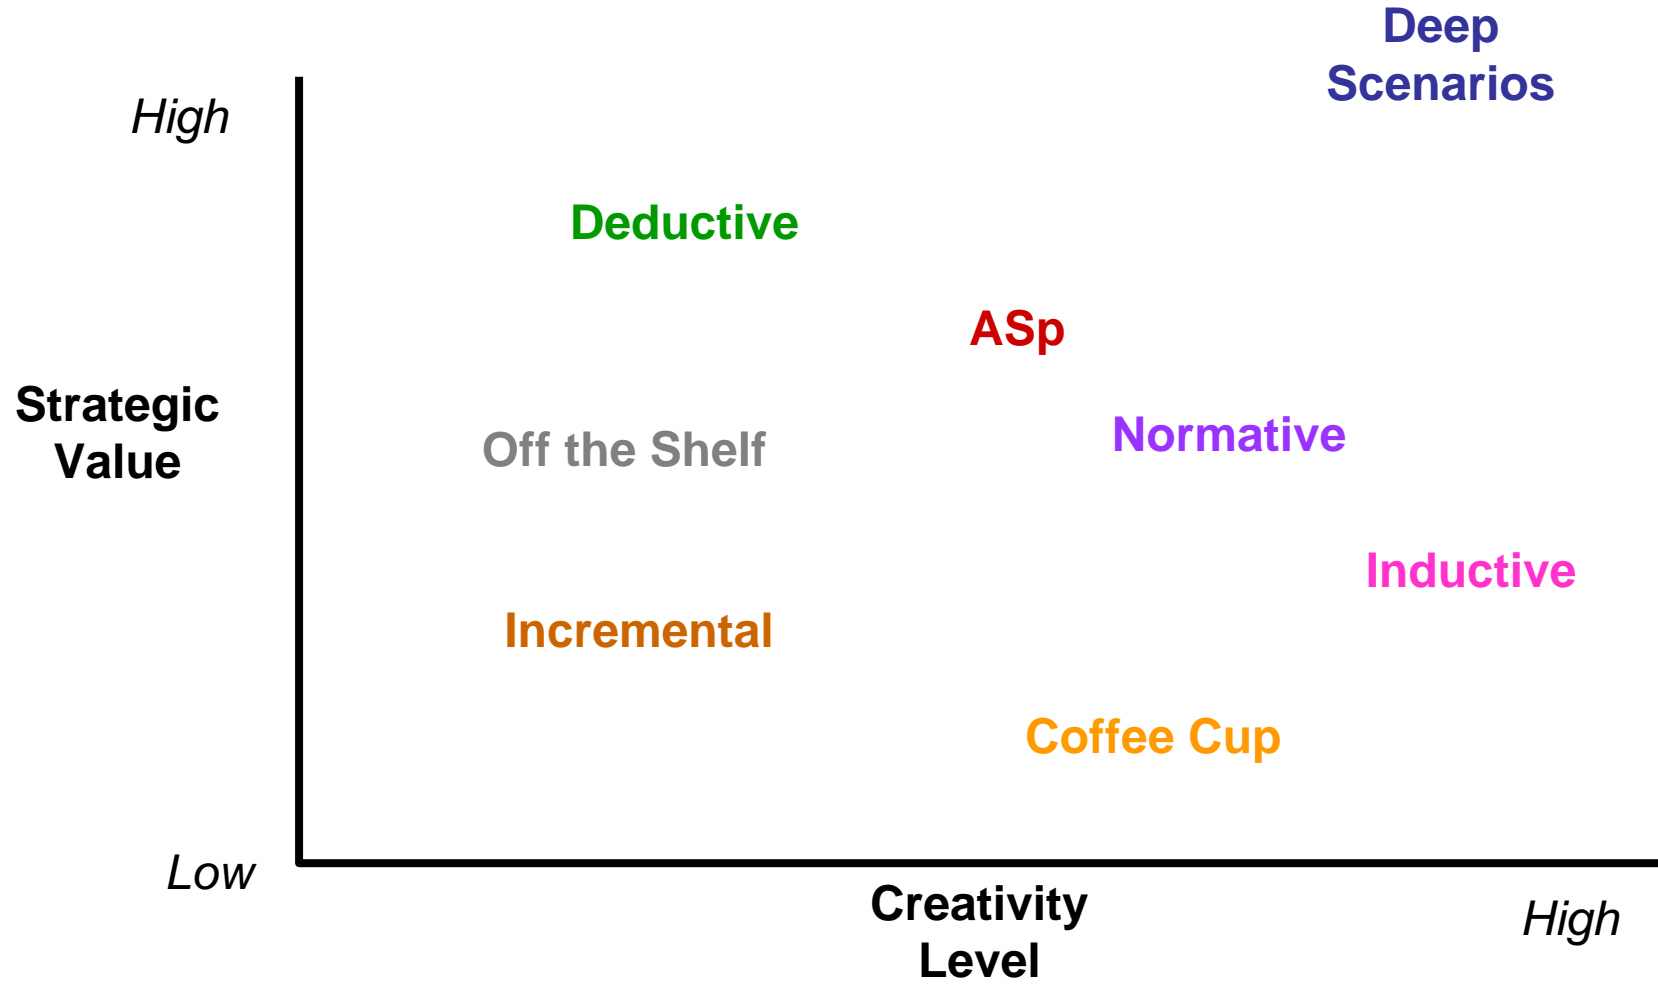 Deep
Scenarios
High
Deductive
ASp
Strategic
Value
Off the Shelf
Normative
Inductive
Incremental
Coffee Cup
Low
Creativity
Level
High